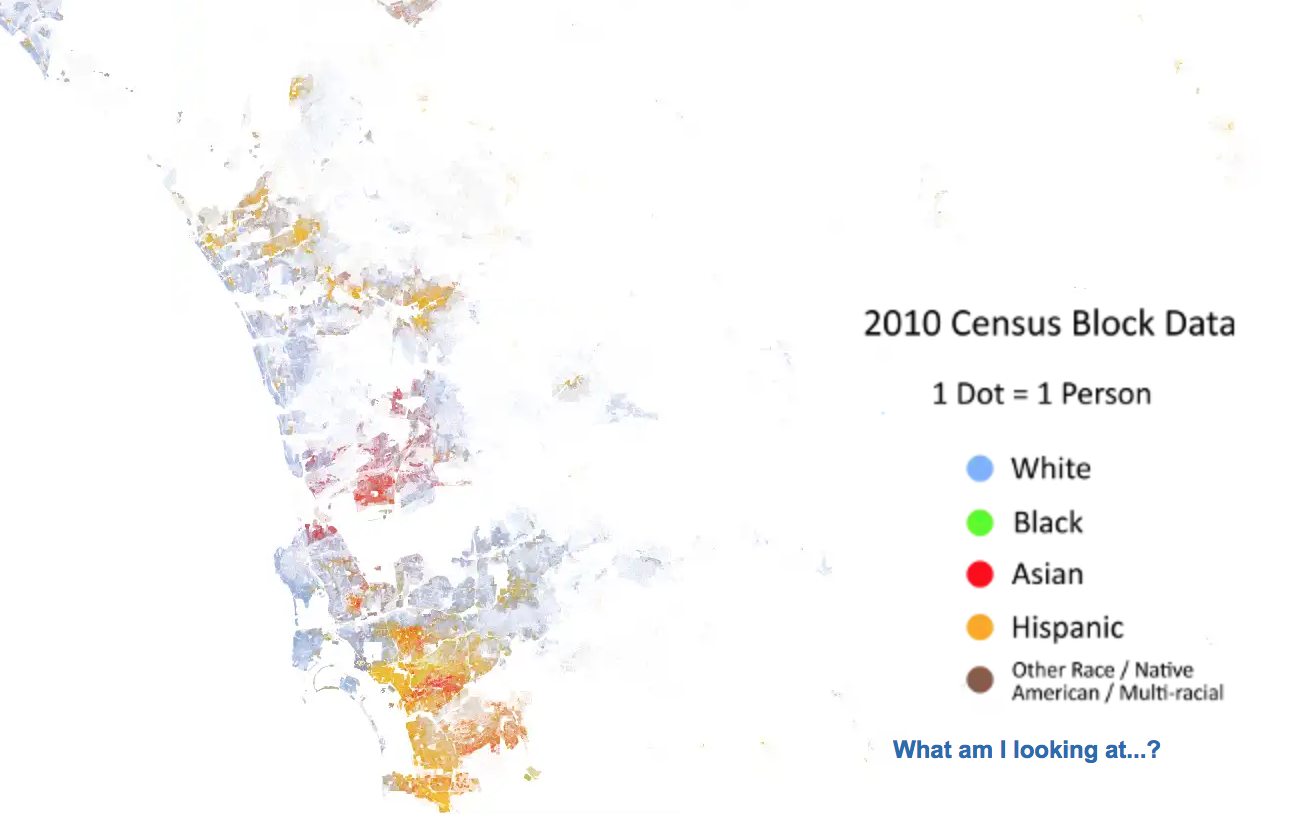 2010 Census Block Data
1 Dot = 1 Person
White
Black
Asian
Hispanic
Other Race / Native
American / Multi-racial
What am I looking at...?